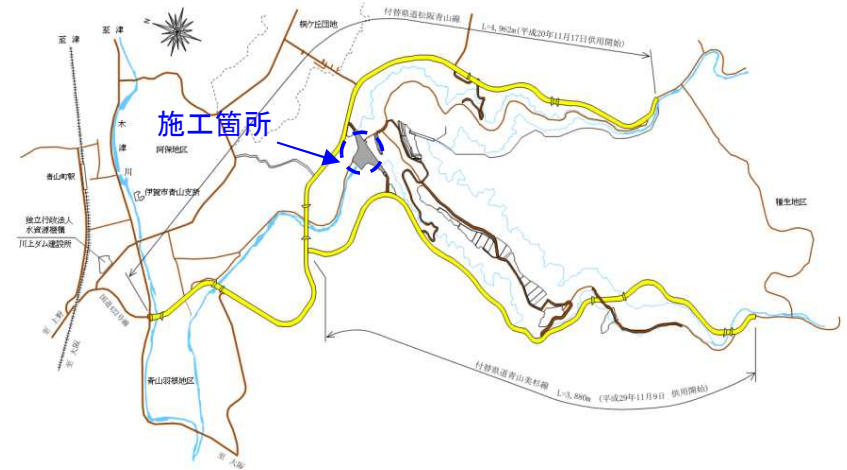 付替県道松阪青山線
L=4,962m(平成20年11月17日供用開始)
桐ケ丘団地
N
至 津
至 津
施工箇所
木津川
阿保地区
青山町駅
伊賀市青山支所
種生地区
独立行政法人
水資源機構
川上ダム建設所
国道422号線
至 上野
至 大阪
青山羽根地区
付替県道青山美杉線 L=3,880m (平成29年11月9日 供用開始)
至 大阪